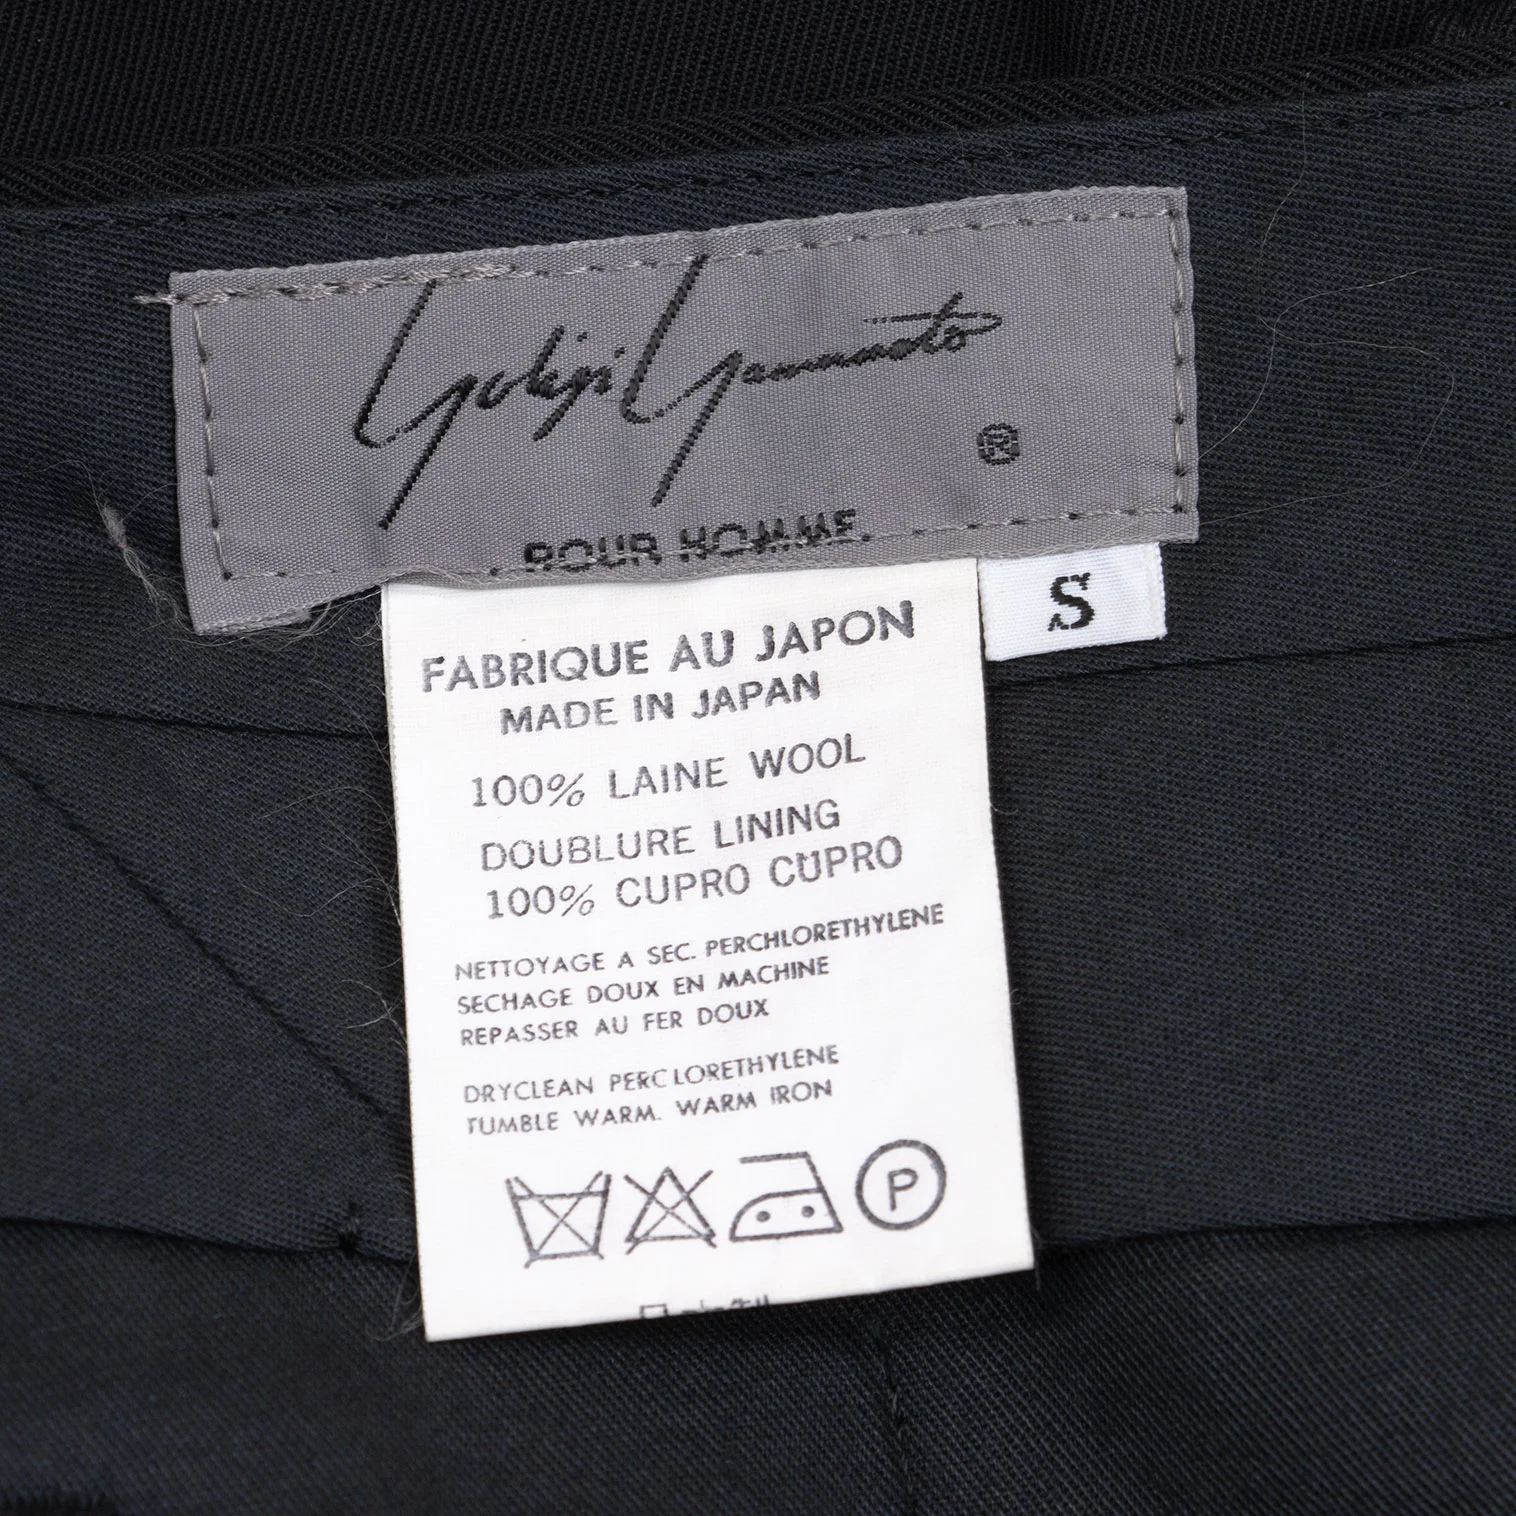 Yohji Yamamoto
®
POUR HOMME.
S
FABRIQUE AU JAPON
MADE IN JAPAN
100% LAINE WOOL
DOUBLURE LINING
100% CUPRO CUPRO
NETTOYAGE A SEC. PERCHLORETHYLENE
SECHAGE DOUX EN MACHINE
REPASSER AU FER DOUX
DRYCLEAN PERCLORETHYLENE
TUMBLE WARM. WARM IRON
P